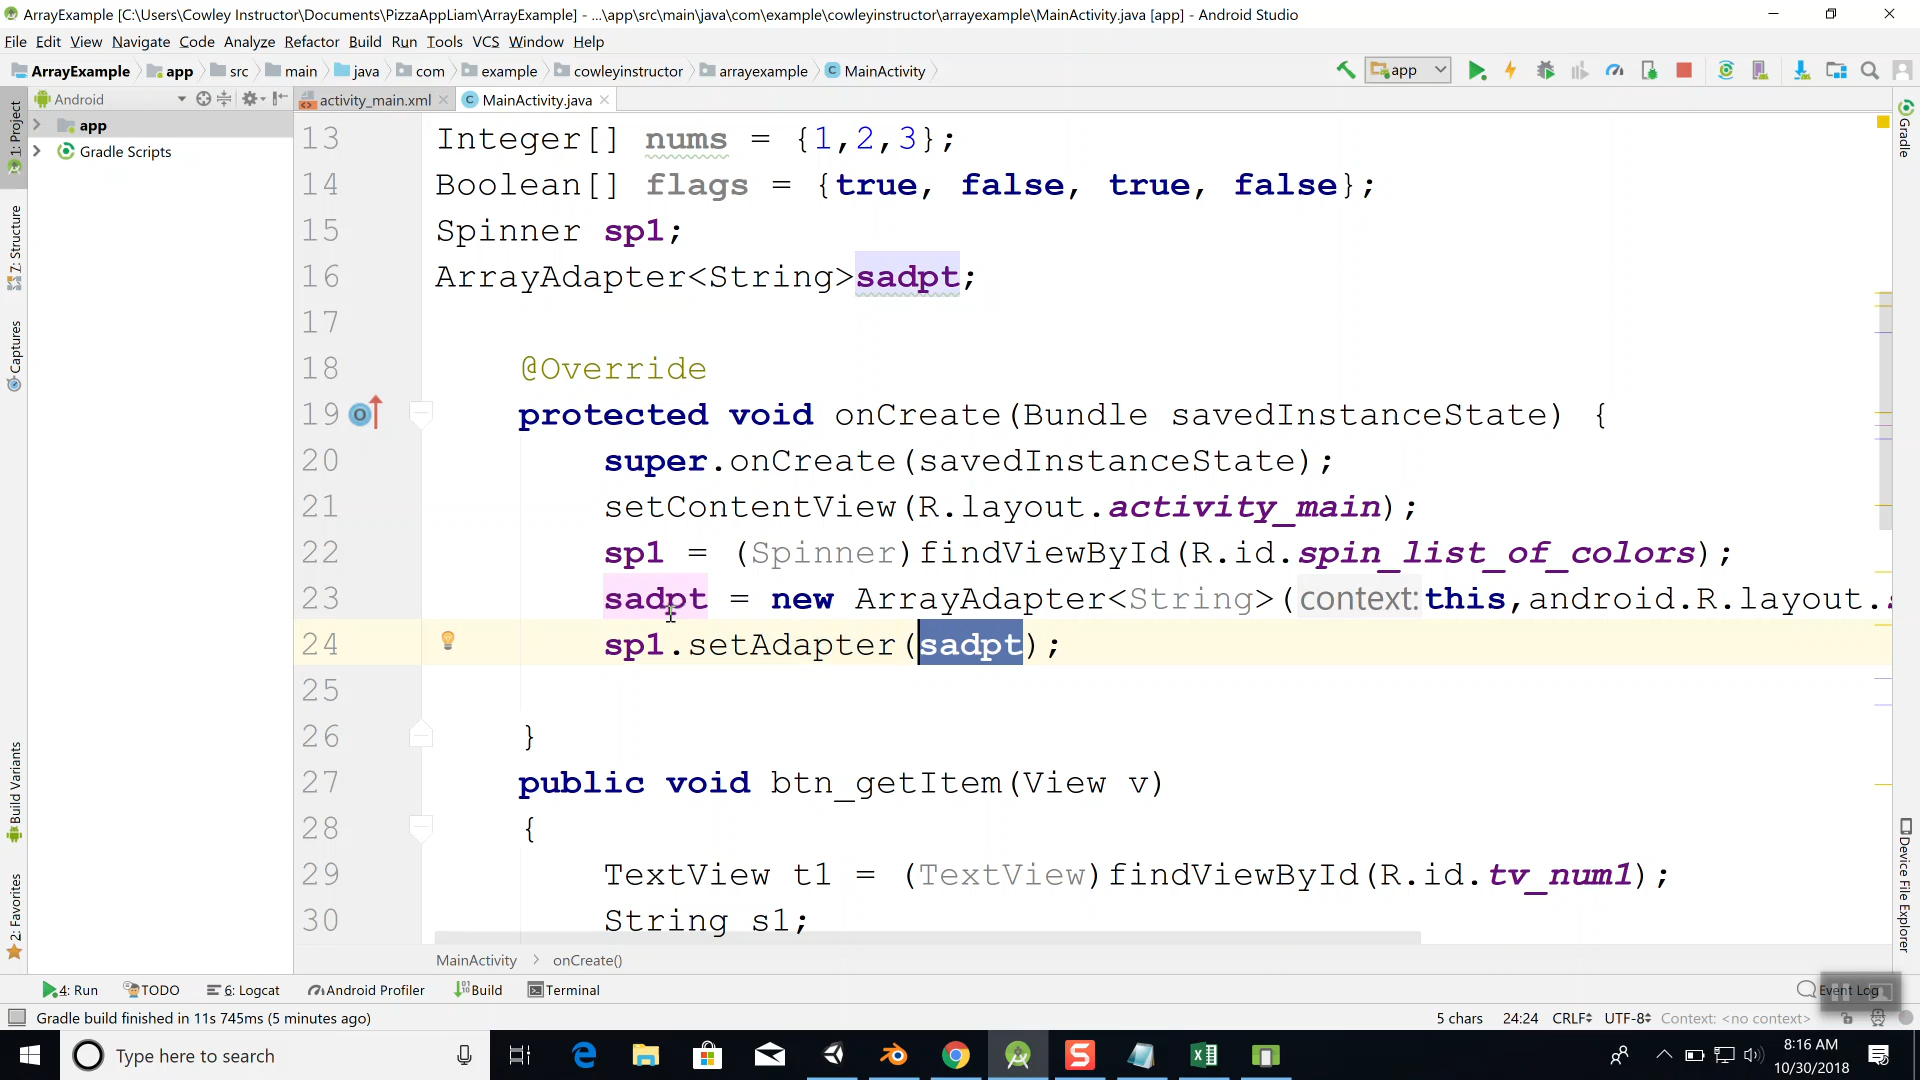 ArrayExample [C:\Users\Cowley Instructor\Documents\PizzaAppLiam\ArrayExample] - ...\app\src\main\java\com\example\cowleyinstructor\arrayexample\MainActivity.java [app] - Android Studio
File Edit View Navigate Code Analyze Refactor Build Run Tools VCS Window Help
ArrayExample app src main java com example cowleyinstructor arrayexample MainActivity app
Android activity_main.xml MainActivity.java
app
Gradle Scripts
1: Project
7: Structure
Captures
Build Variants
2: Favorites
13 Integer[] nums = {1,2,3};
14 Boolean[] flags = {true, false, true, false};
15 Spinner sp1;
16 ArrayAdapter<String>sadpt;
17
18 @Override
19 protected void onCreate(Bundle savedInstanceState) {
20 super.onCreate(savedInstanceState);
21 setContentView(R.layout.activity_main);
22 sp1 = (Spinner)findViewById(R.id.spin_list_of_colors);
23 sadpt = new ArrayAdapter<String>(context:this,android.R.layout.
24 sp1.setAdapter(sadpt);
25
26 }
27 public void btn_getItem(View v)
28 {
29 TextView t1 = (TextView)findViewById(R.id.tv_num1);
30 String s1;
Gradle
Device File Explorer
MainActivity > onCreate()
4: Run TODO 6: Logcat Android Profiler Build Terminal Event Log
Gradle build finished in 11s 745ms (5 minutes ago) 5 chars 24:24 CRLF UTF-8 Context: <no context>
Type here to search
8:16 AM
10/30/2018